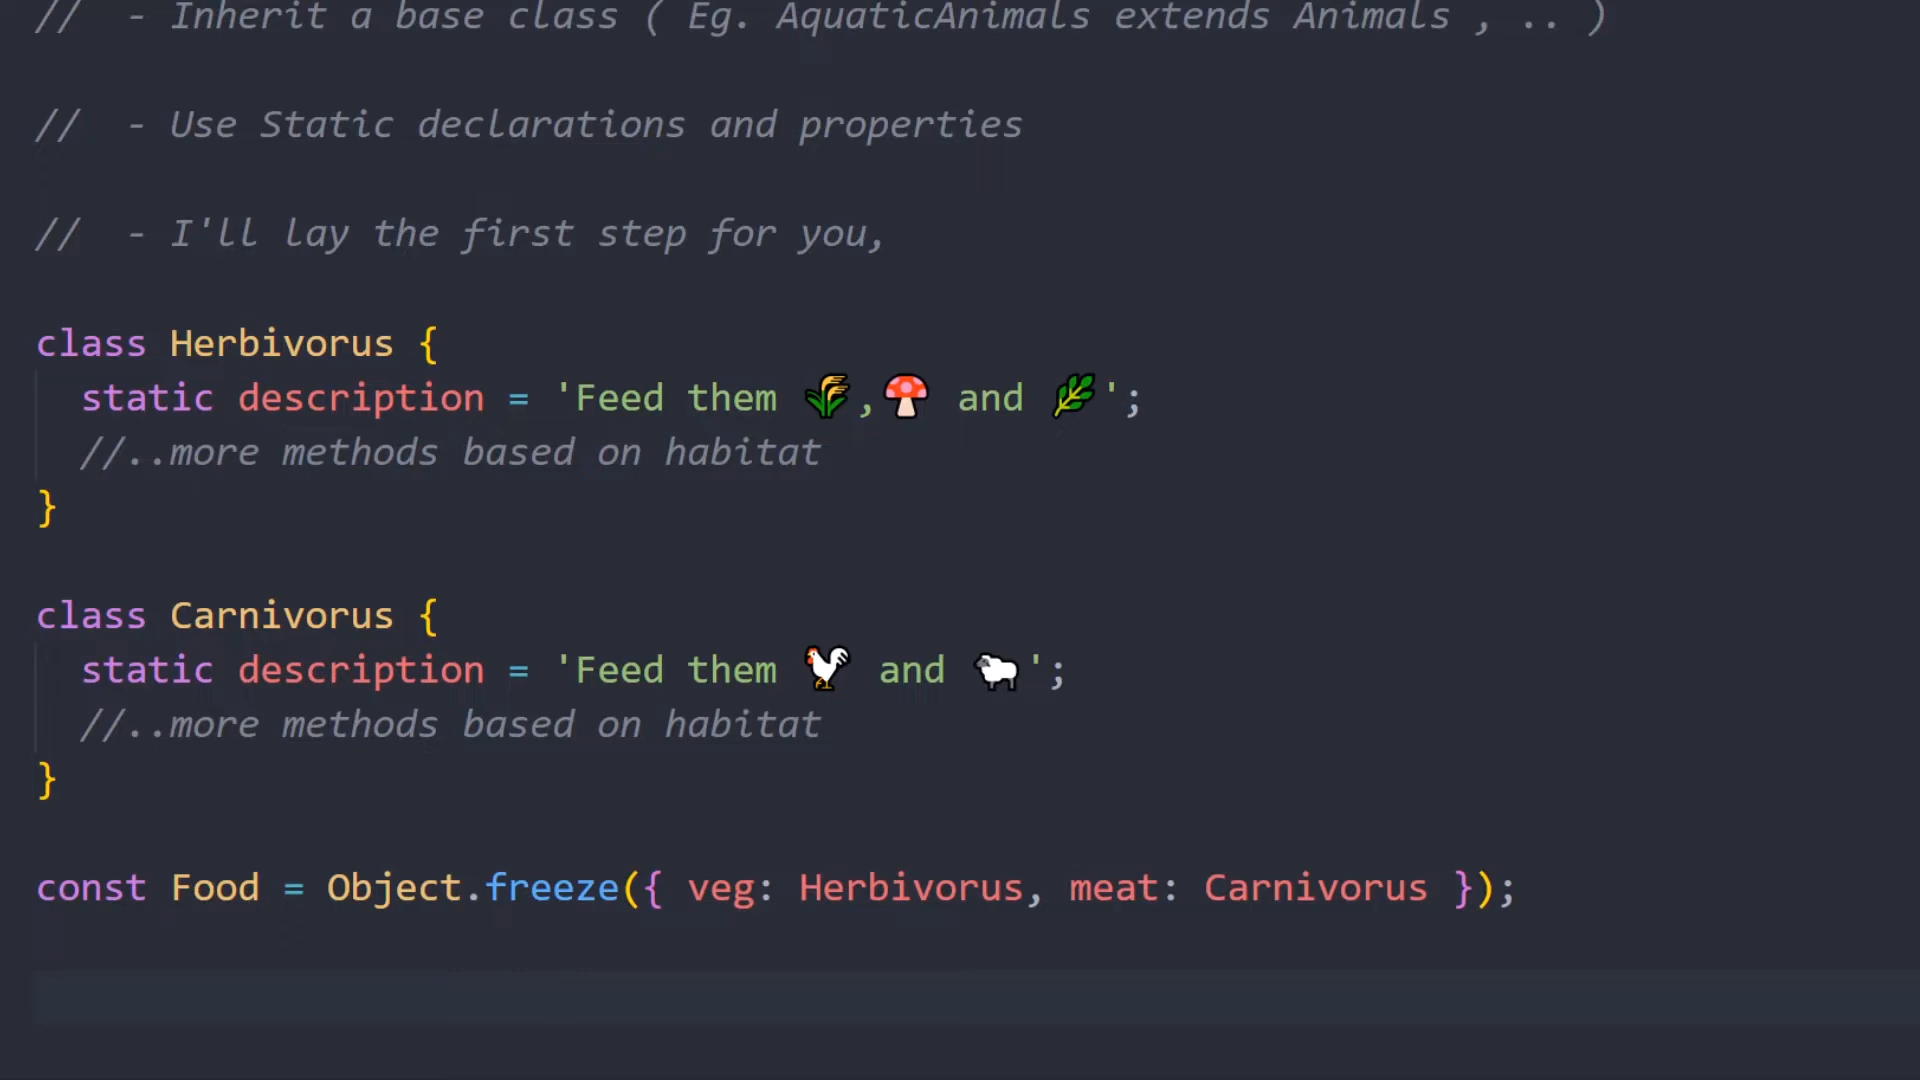 //  - Inherit a base class ( Eg. AquaticAnimals extends Animals , .. )
//  - Use Static declarations and properties
//  - I'll lay the first step for you,
class Herbivorus {
static description = 'Feed them 🌾,🍄 and 🌿';
//..more methods based on habitat
}
class Carnivorus {
static description = 'Feed them 🐓 and 🐑';
//..more methods based on habitat
}
const Food = Object.freeze({ veg: Herbivorus, meat: Carnivorus });